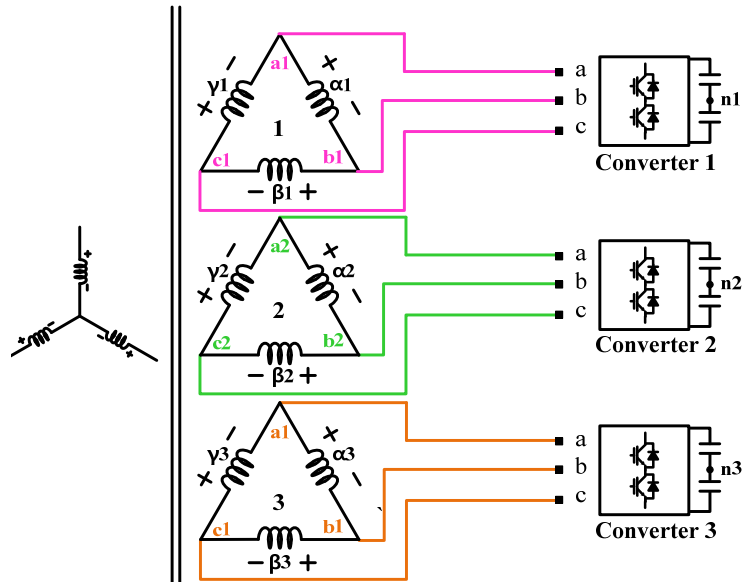 a1
γ1
α1
1
c1
b1
β1
a
b
c
n1
Converter 1
a2
γ2
α2
2
c2
b2
β2
a
b
c
n2
Converter 2
a1
γ3
α3
3
c1
b1
β3
a
b
c
n3
Converter 3